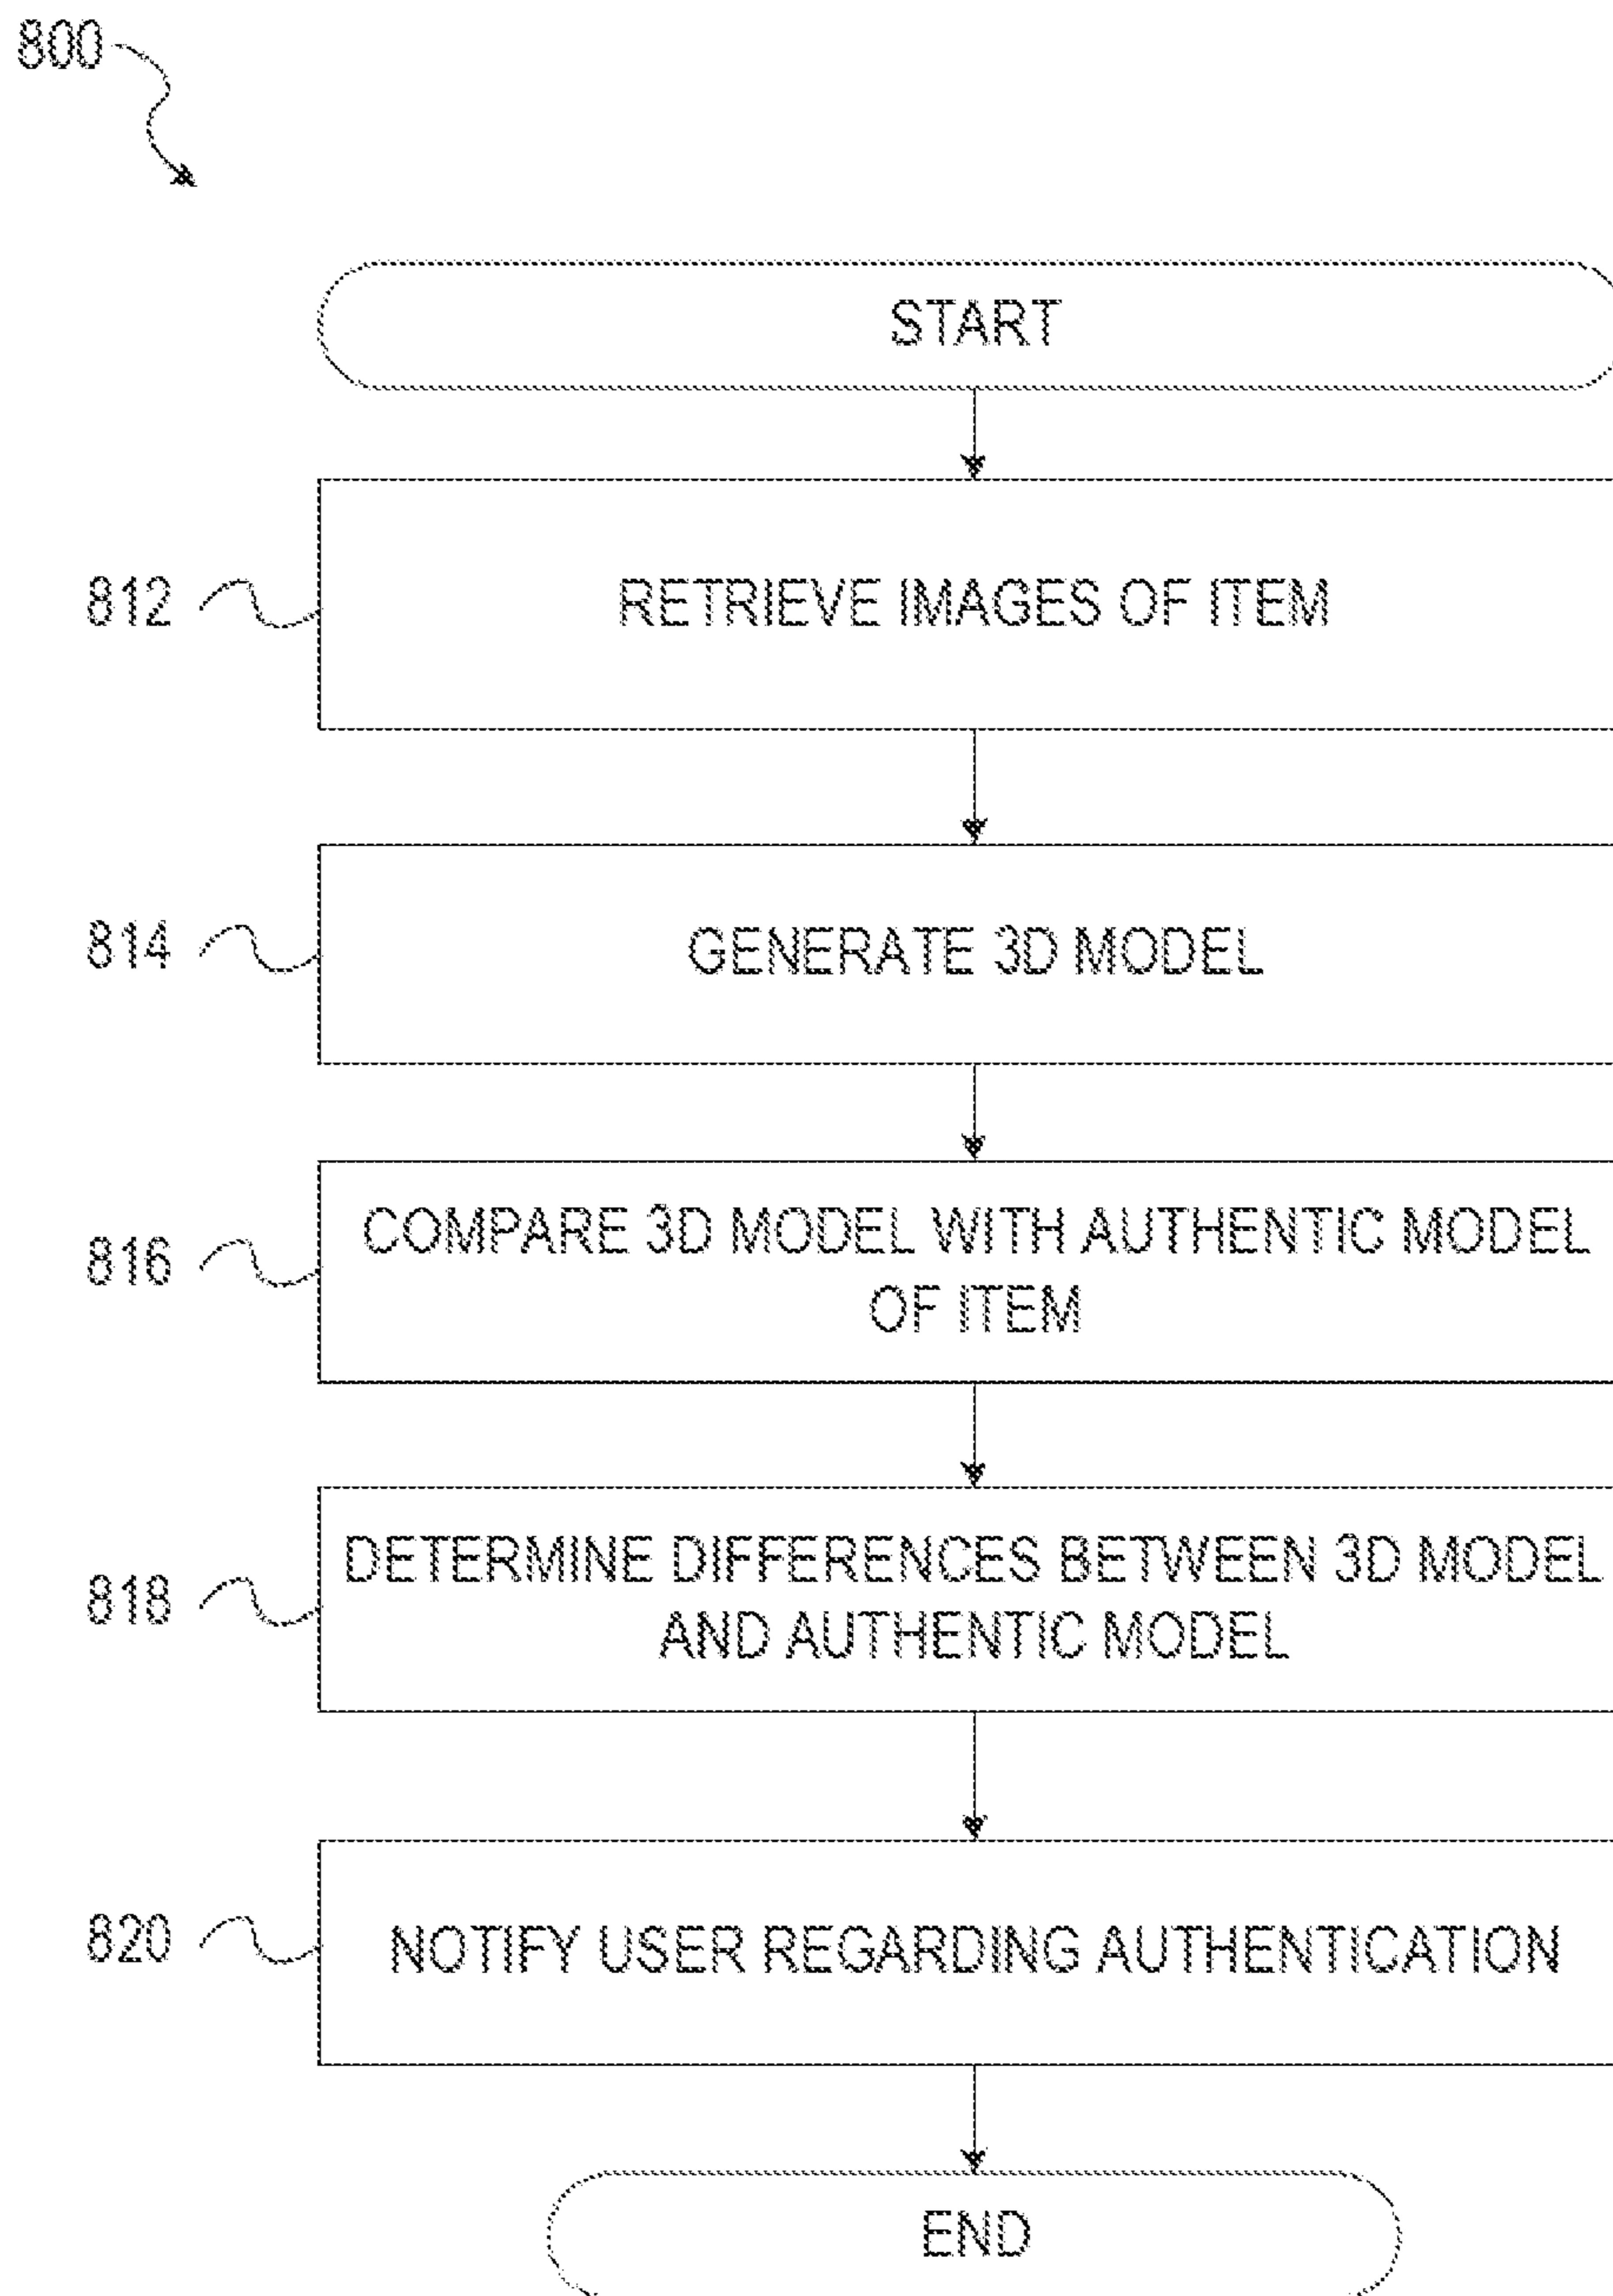 800
START
812
RETRIEVE IMAGES OF ITEM
814
GENERATE 3D MODEL
816
COMPARE 3D MODEL WITH AUTHENTIC MODEL
OF ITEM
818
DETERMINE DIFFERENCES BETWEEN 3D MODEL
AND AUTHENTIC MODEL
820
NOTIFY USER REGARDING AUTHENTICATION
END